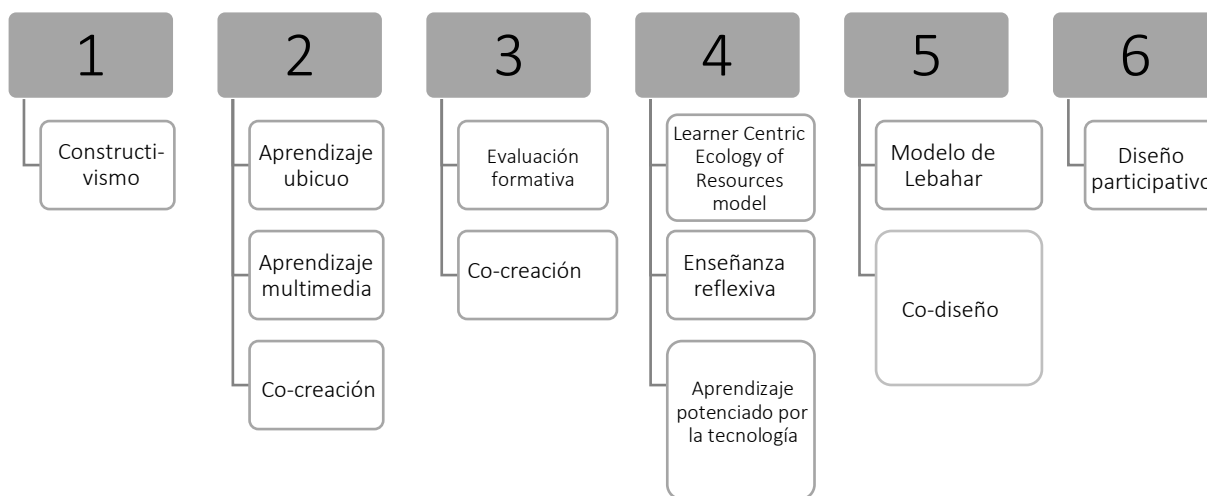 1
Constructi-
vismo
2
Aprendizaje
ubicuo
Aprendizaje
multimedia
Co-creación
3
Evaluación
formativa
Co-creación
4
Learner Centric
Ecology of
Resources
model
Enseñanza
reflexiva
Aprendizaje
potenciado por
la tecnología
5
Modelo de
Lebahar
Co-diseño
6
Diseño
participativo